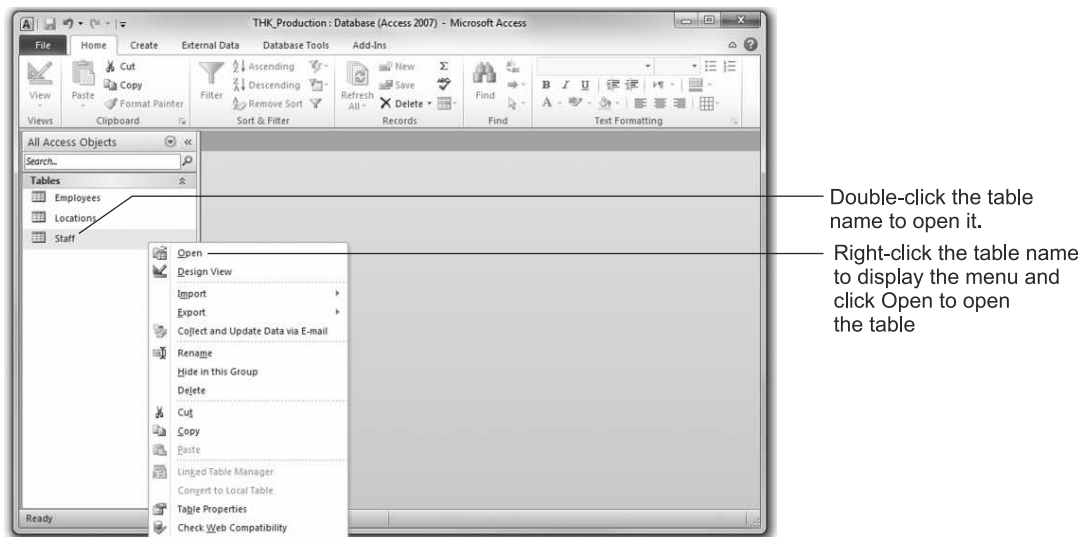 THK_Production : Database (Access 2007) - Microsoft Access
File Home Create External Data Database Tools Add-Ins
View
Paste
Cut
Copy
Format Painter
Filter
Ascending
Descending
Remove Sort
Refresh All
New
Save
Delete
Find
Views Clipboard Sort & Filter Records Find Text Formatting
All Access Objects
Search...
Tables
Employees
Locations
Staff
Open
Design View
Import
Export
Collect and Update Data via E-mail
Rename
Hide in this Group
Delete
Cut
Copy
Paste
Linked Table Manager
Convert to Local Table
Table Properties
Check Web Compatibility
Ready
Double-click the table
name to open it.
Right-click the table name
to display the menu and
click Open to open
the table